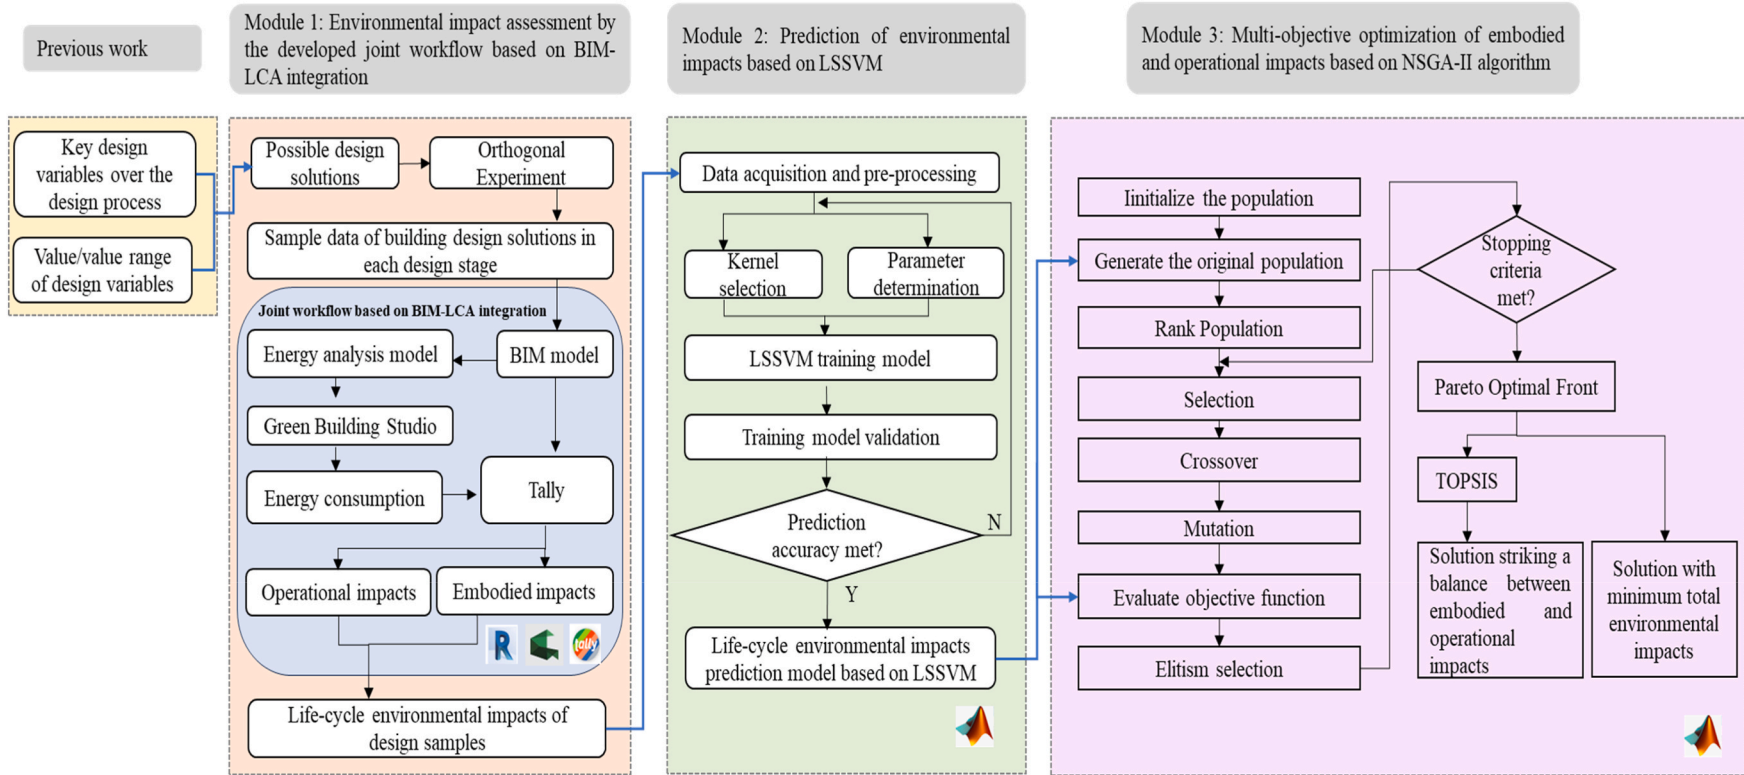 Previous work
Module 1: Environmental impact assessment by
the developed joint workflow based on BIM-
LCA integration
Module 2: Prediction of environmental
impacts based on LSSVM
Module 3: Multi-objective optimization of embodied
and operational impacts based on NSGA-II algorithm
Key design
variables over the
design process
Value/value range
of design variables
Possible design
solutions
Orthogonal
Experiment
Sample data of building design solutions in
each design stage
Joint workflow based on BIM-LCA integration
Energy analysis model
BIM model
Green Building Studio
Energy consumption
Tally
Operational impacts
Embodied impacts
R
tally
Life-cycle environmental impacts of
design samples
Data acquisition and pre-processing
Kernel
selection
Parameter
determination
LSSVM training model
Training model validation
Prediction
accuracy met?
N
Y
Life-cycle environmental impacts
prediction model based on LSSVM
Iinitialize the population
Generate the original population
Rank Population
Selection
Crossover
Mutation
Evaluate objective function
Elitism selection
Stopping
criteria
met?
Pareto Optimal Front
TOPSIS
Solution striking a
balance between
embodied and
operational
impacts
Solution with
minimum total
environmental
impacts